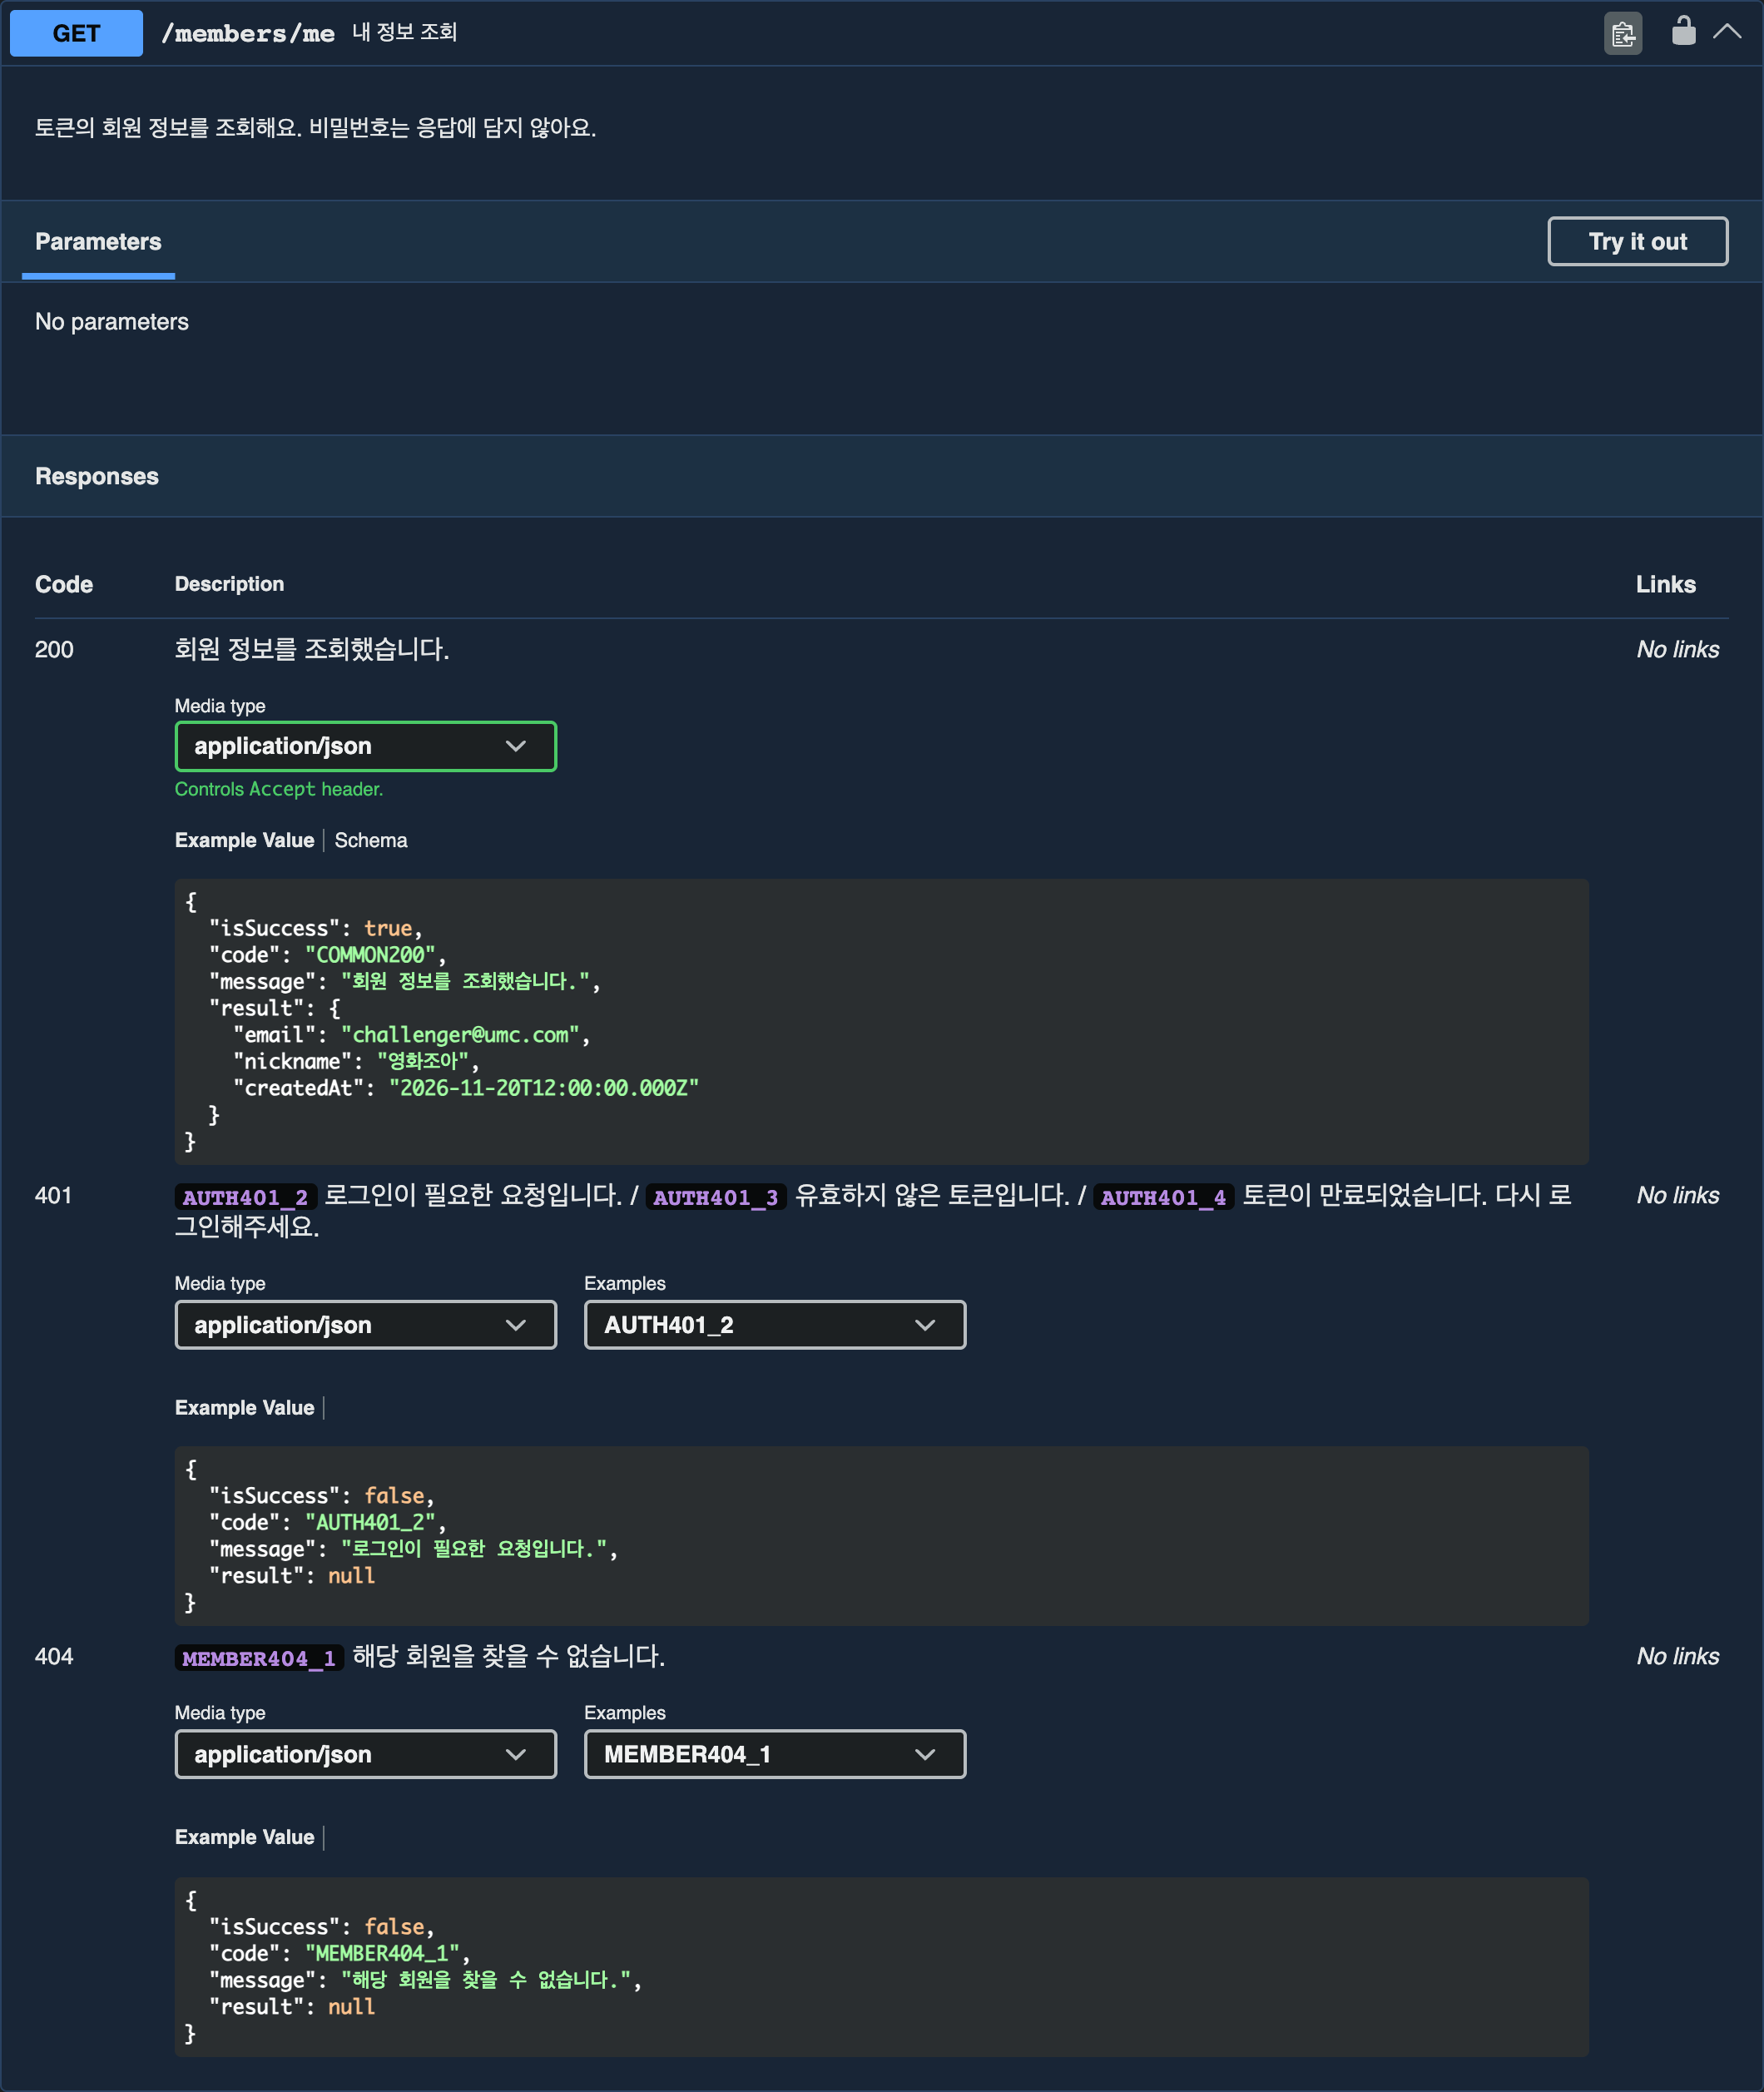 GET /members/me 내 정보 조회
토큰의 회원 정보를 조회해요. 비밀번호는 응답에 담지 않아요.
Parameters Try it out
No parameters
Responses
Code Description Links
200 회원 정보를 조회했습니다. No links
Media type
application/json
Controls Accept header.
Example Value Schema
{
  "isSuccess": true,
  "code": "COMMON200",
  "message": "회원 정보를 조회했습니다.",
  "result": {
    "email": "challenger@umc.com",
    "nickname": "영화조아",
    "createdAt": "2026-11-20T12:00:00.000Z"
  }
}
401 AUTH401_2 로그인이 필요한 요청입니다. / AUTH401_3 유효하지 않은 토큰입니다. / AUTH401_4 토큰이 만료되었습니다. 다시 로 No links
그인해주세요.
Media type Examples
application/json AUTH401_2
Example Value
{
  "isSuccess": false,
  "code": "AUTH401_2",
  "message": "로그인이 필요한 요청입니다.",
  "result": null
}
404 MEMBER404_1 해당 회원을 찾을 수 없습니다. No links
Media type Examples
application/json MEMBER404_1
Example Value
{
  "isSuccess": false,
  "code": "MEMBER404_1",
  "message": "해당 회원을 찾을 수 없습니다.",
  "result": null
}